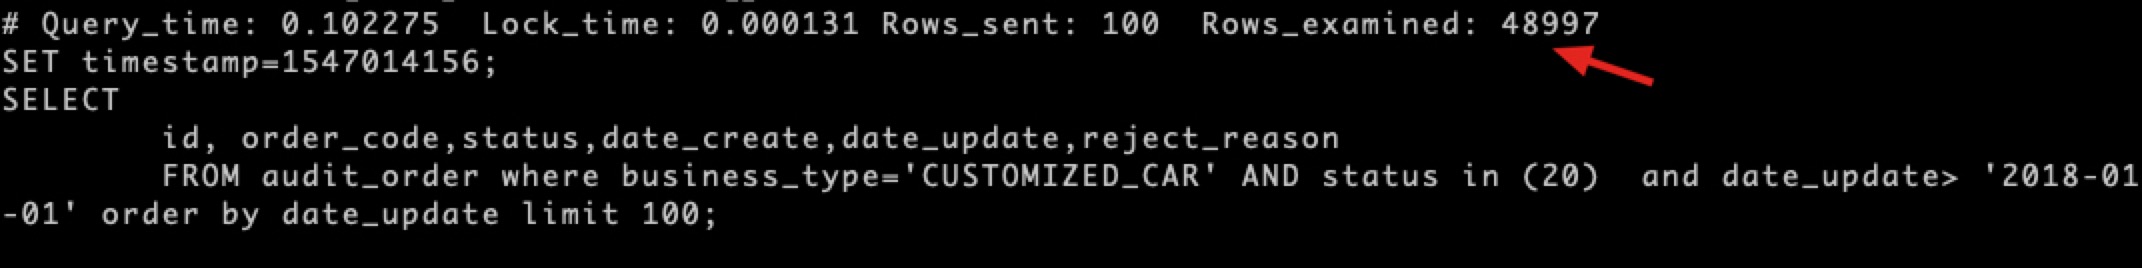 # Query_time: 0.102275  Lock_time: 0.000131 Rows_sent: 100  Rows_examined: 48997
SET timestamp=1547014156;
SELECT
        id, order_code,status,date_create,date_update,reject_reason
        FROM audit_order where business_type='CUSTOMIZED_CAR' AND status in (20)  and date_update> '2018-01
-01' order by date_update limit 100;